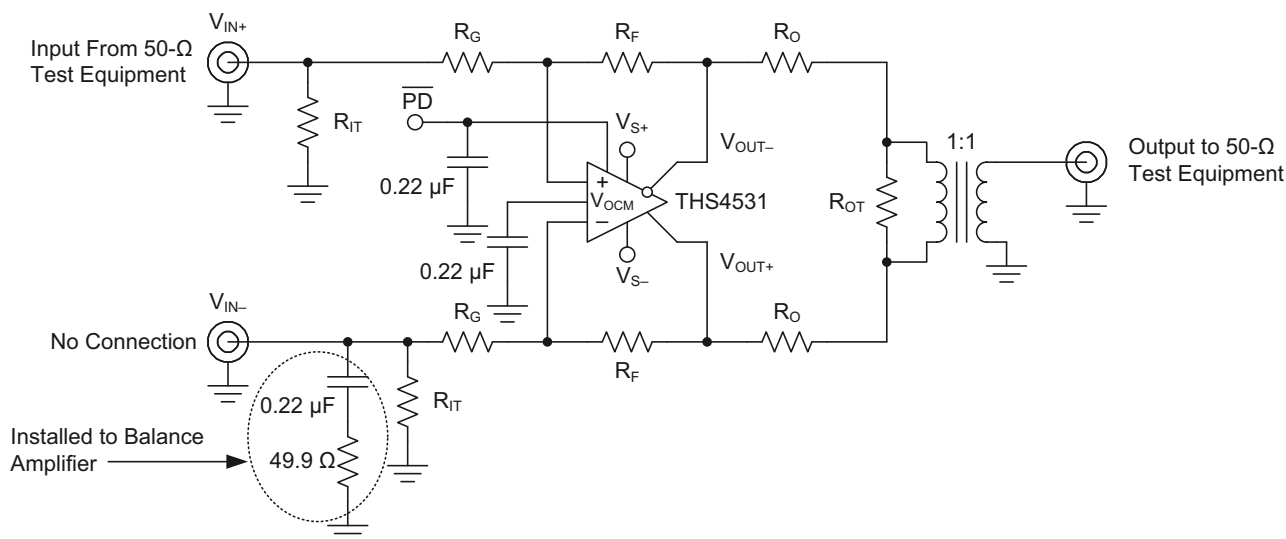 V_IN+
Input From 50-Ω
Test Equipment
R_G
R_F
R_O
R_IT
PD
V_S+
V_OUT–
1:1
Output to 50-Ω
Test Equipment
0.22 µF
+
V_OCM
–
THS4531
R_OT
0.22 µF
V_S–
V_OUT+
V_IN–
No Connection
R_G
R_F
R_O
0.22 µF
R_IT
Installed to Balance
Amplifier
49.9 Ω